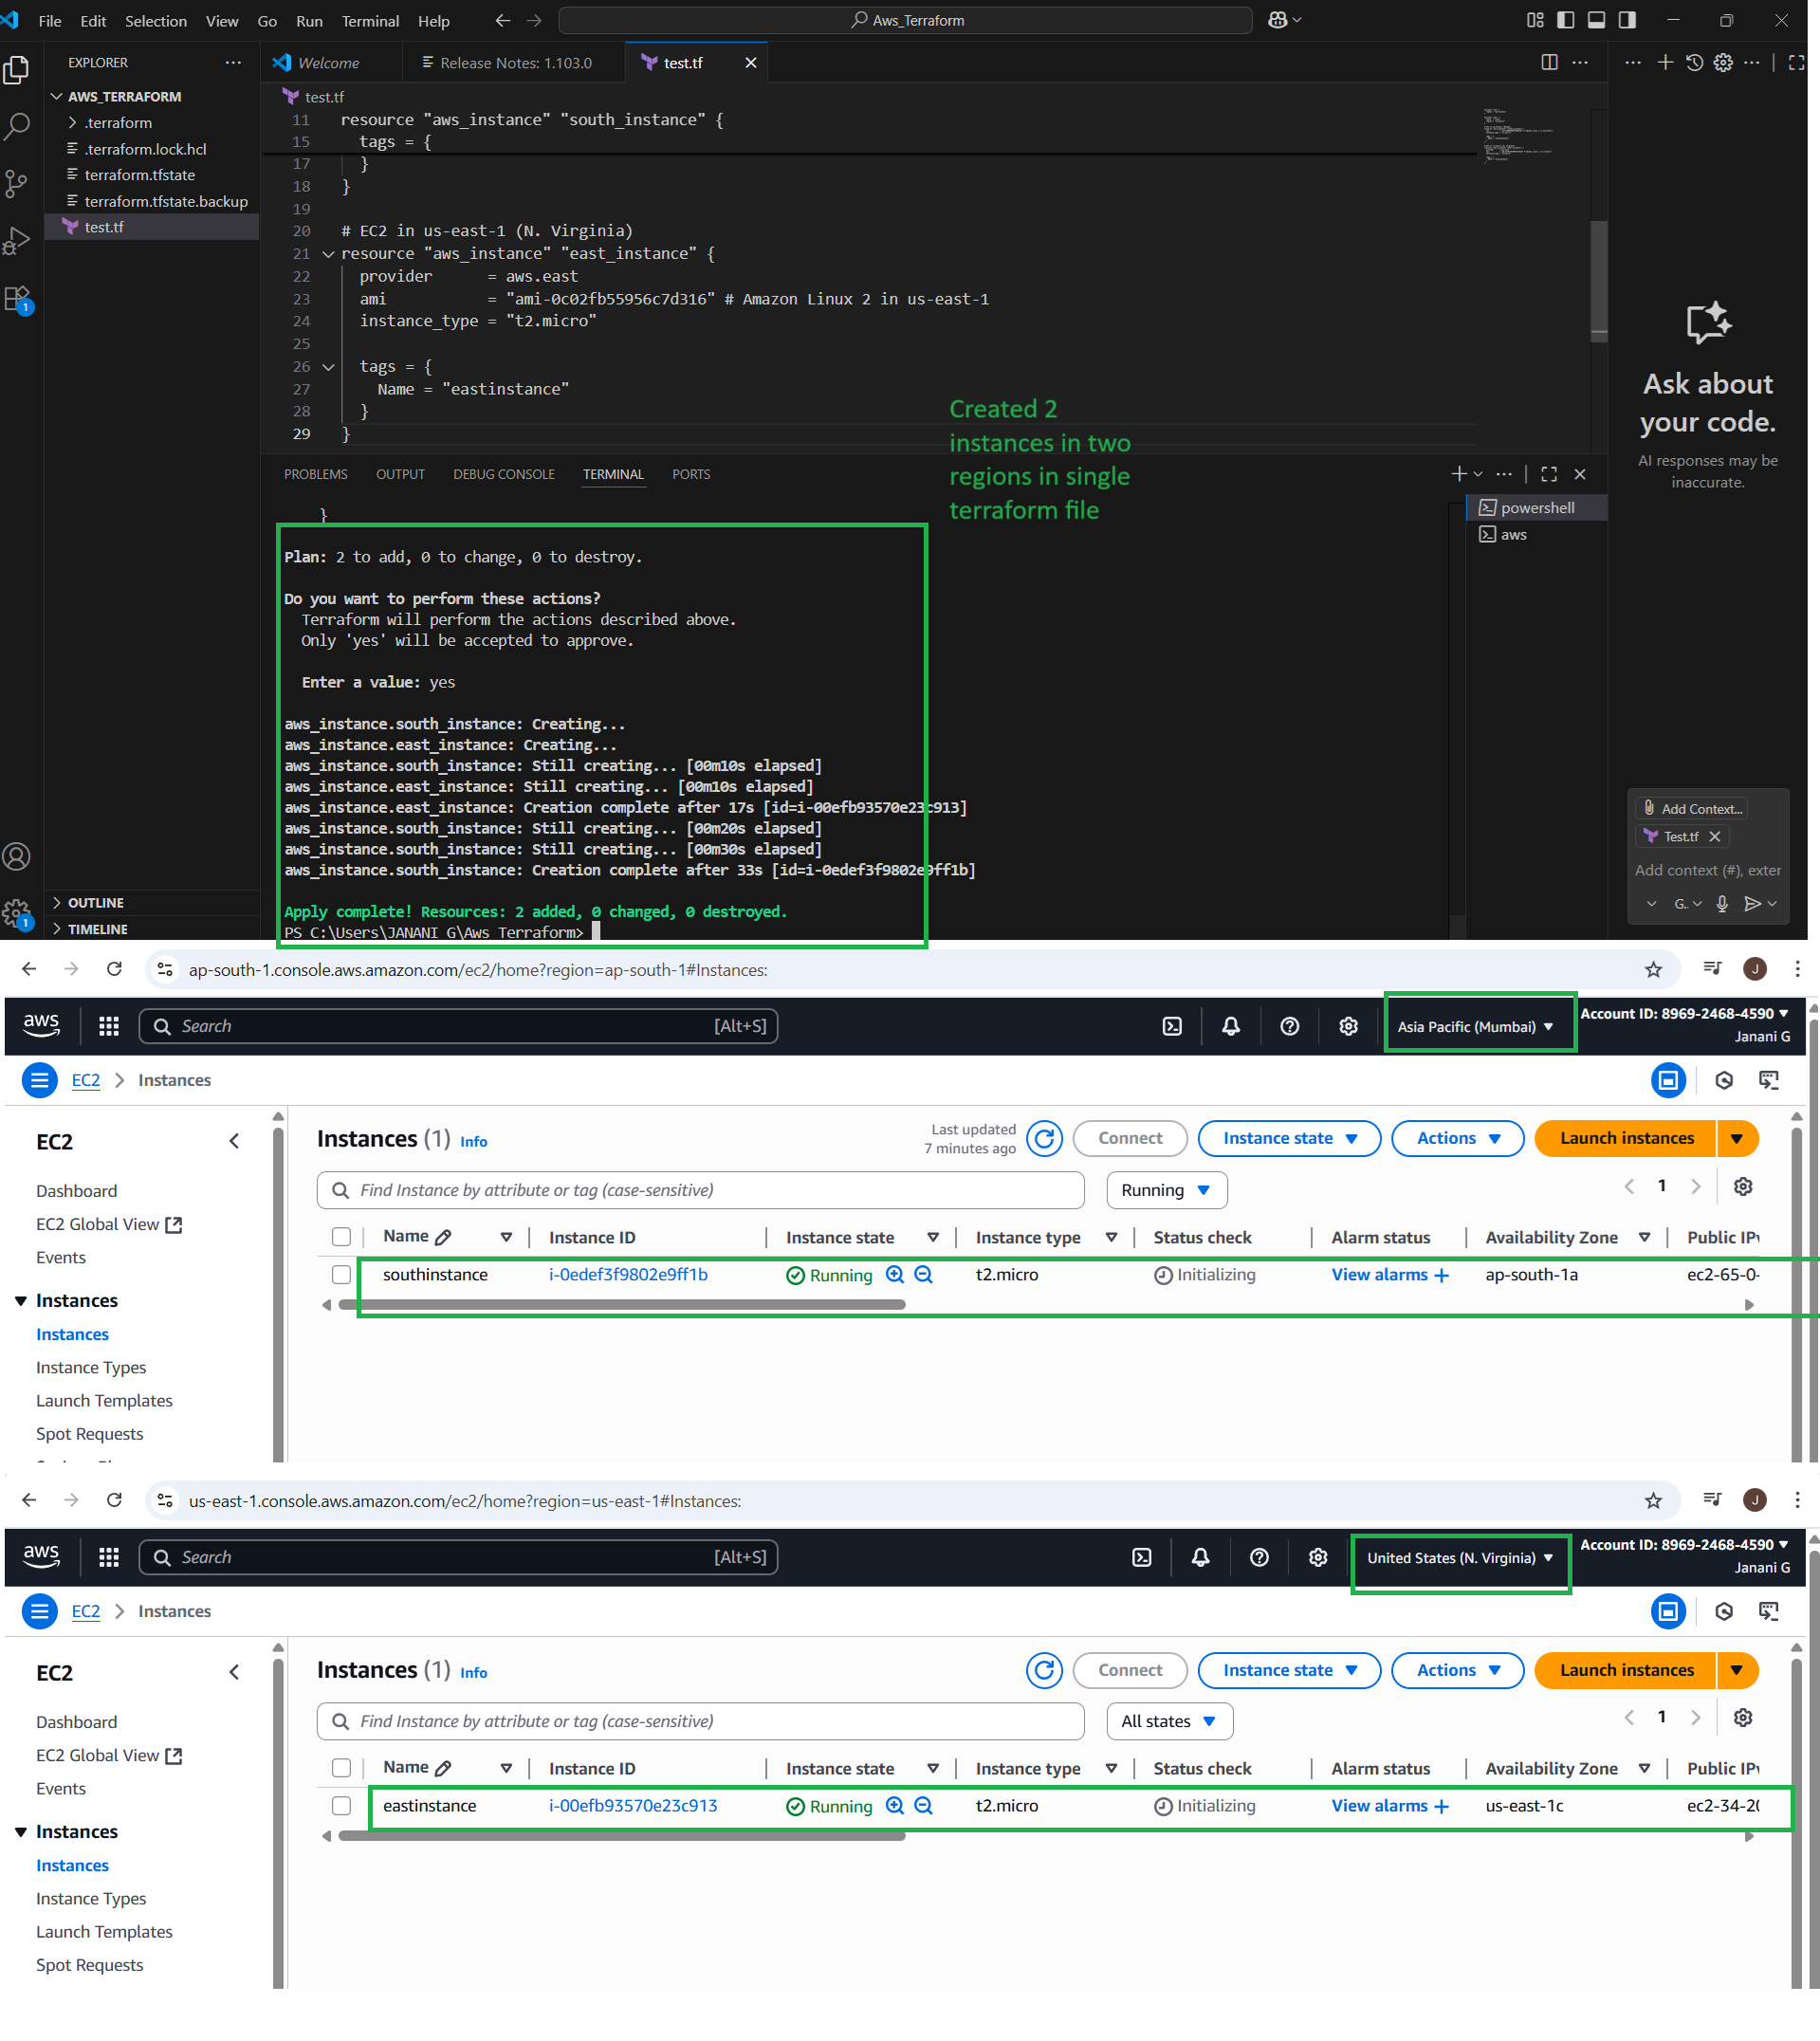 File Edit Selection View Go Run Terminal Help
Aws_Terraform
EXPLORER
AWS_TERRAFORM
.terraform
.terraform.lock.hcl
terraform.tfstate
terraform.tfstate.backup
test.tf
OUTLINE
TIMELINE
1
1
Welcome
Release Notes: 1.103.0
test.tf
test.tf
11 resource "aws_instance" "south_instance" {
15 tags = {
17 }
18 }
19
20 # EC2 in us-east-1 (N. Virginia)
21 resource "aws_instance" "east_instance" {
22 provider = aws.east
23 ami = "ami-0c02fb55956c7d316" # Amazon Linux 2 in us-east-1
24 instance_type = "t2.micro"
25
26 tags = {
27 Name = "eastinstance"
28 }
29 }
Created 2
instances in two
regions in single
terraform file
PROBLEMS OUTPUT DEBUG CONSOLE TERMINAL PORTS
powershell
aws
}
Plan: 2 to add, 0 to change, 0 to destroy.
Do you want to perform these actions?
Terraform will perform the actions described above.
Only 'yes' will be accepted to approve.
Enter a value: yes
aws_instance.south_instance: Creating...
aws_instance.east_instance: Creating...
aws_instance.south_instance: Still creating... [00m10s elapsed]
aws_instance.east_instance: Still creating... [00m10s elapsed]
aws_instance.east_instance: Creation complete after 17s [id=i-00efb93570e23c913]
aws_instance.south_instance: Still creating... [00m20s elapsed]
aws_instance.south_instance: Still creating... [00m30s elapsed]
aws_instance.south_instance: Creation complete after 33s [id=i-0edef3f9802e9ff1b]
Apply complete! Resources: 2 added, 0 changed, 0 destroyed.
PS C:\Users\JANANI G\Aws Terraform>
Ask about
your code.
AI responses may be
inaccurate.
Add Context...
Test.tf
Add context (#), exter
G..
ap-south-1.console.aws.amazon.com/ec2/home?region=ap-south-1#Instances:
J
aws
Search [Alt+S]
Asia Pacific (Mumbai)
Account ID: 8969-2468-4590
Janani G
EC2 Instances
EC2
Dashboard
EC2 Global View
Events
Instances
Instances
Instance Types
Launch Templates
Spot Requests
Instances (1) Info
Last updated
7 minutes ago
Connect Instance state Actions Launch instances
Find Instance by attribute or tag (case-sensitive)
Running
1
Name Instance ID Instance state Instance type Status check Alarm status Availability Zone Public IPv
southinstance i-0edef3f9802e9ff1b Running t2.micro Initializing View alarms + ap-south-1a ec2-65-0-
us-east-1.console.aws.amazon.com/ec2/home?region=us-east-1#Instances:
J
aws
Search [Alt+S]
United States (N. Virginia)
Account ID: 8969-2468-4590
Janani G
EC2 Instances
EC2
Dashboard
EC2 Global View
Events
Instances
Instances
Instance Types
Launch Templates
Spot Requests
Instances (1) Info
Connect Instance state Actions Launch instances
Find Instance by attribute or tag (case-sensitive)
All states
1
Name Instance ID Instance state Instance type Status check Alarm status Availability Zone Public IPv
eastinstance i-00efb93570e23c913 Running t2.micro Initializing View alarms + us-east-1c ec2-34-20